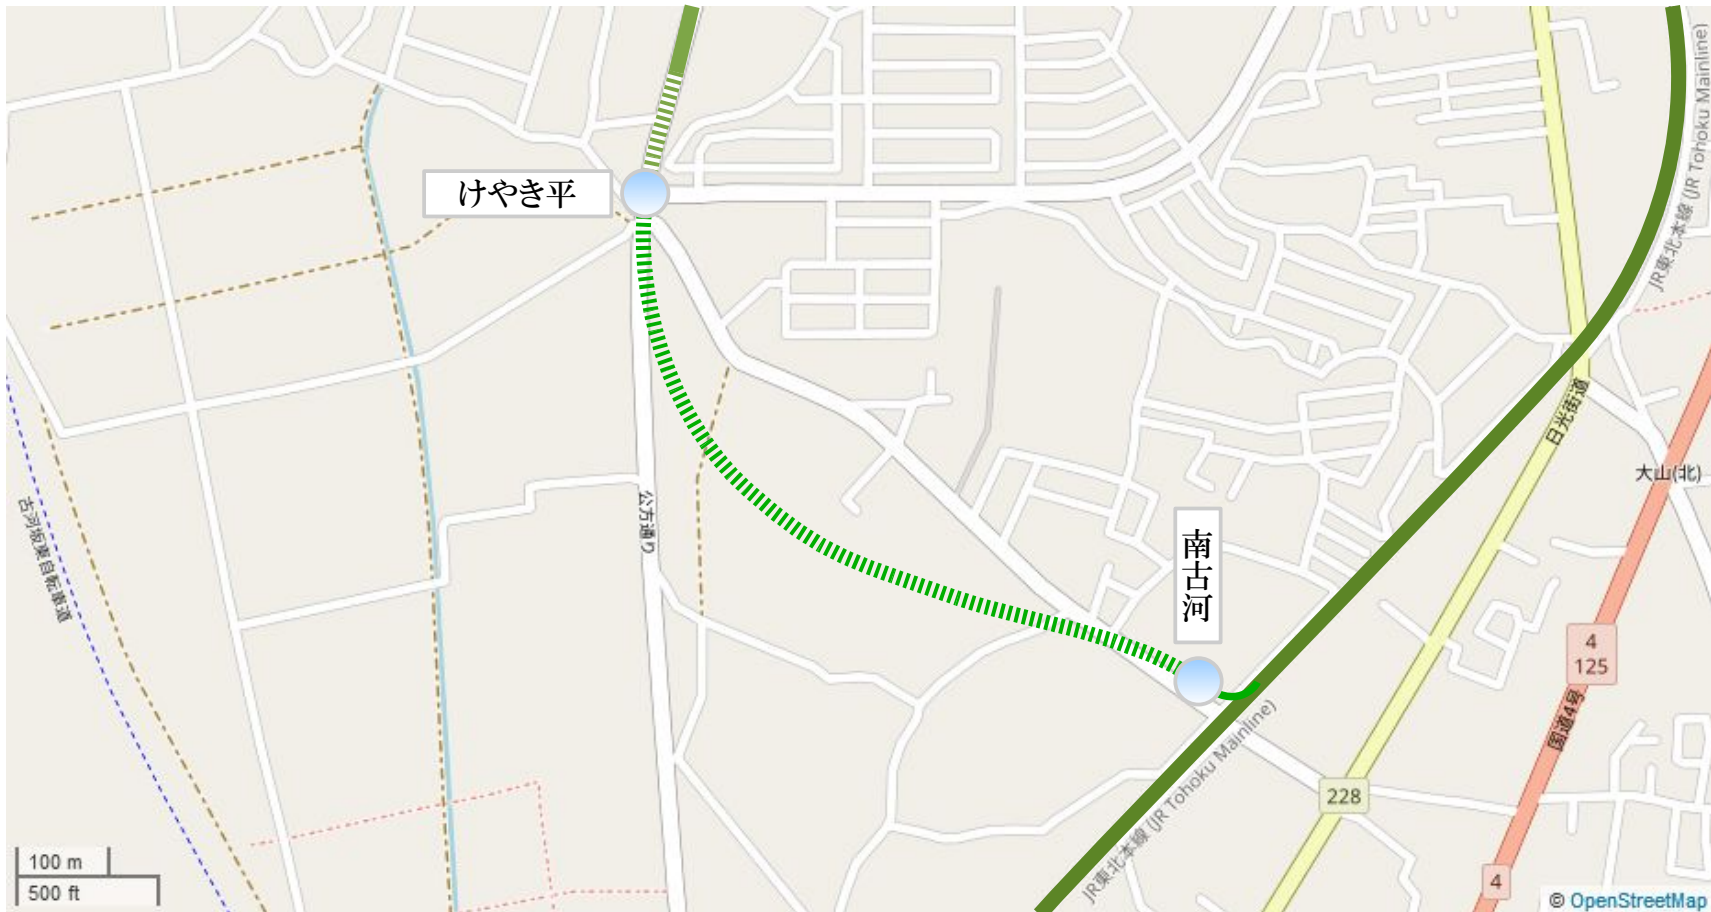 JR東北本線 (JR Tohoku Mainline)
けやき平
日光街道
大山(北)
公方通り
古河坂東自転車道
南古河
4
125
国道4号
JR東北本線 (JR Tohoku Mainline)
228
4
100 m
500 ft
© OpenStreetMap